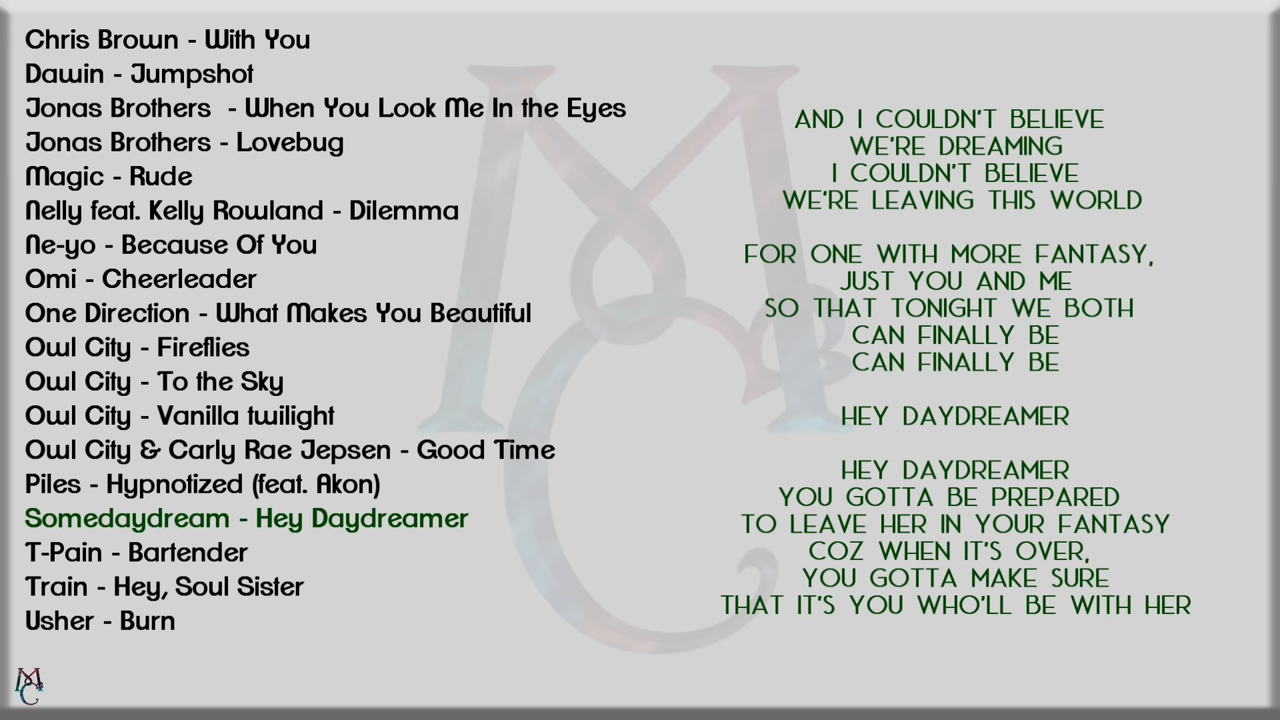 Chris Brown - With You
Dawin - Jumpshot
Jonas Brothers - When You Look Me In the Eyes
Jonas Brothers - Lovebug
Magic - Rude
Nelly feat. Kelly Rowland - Dilemma
Ne-yo - Because Of You
Omi - Cheerleader
One Direction - What Makes You Beautiful
Owl City - Fireflies
Owl City - To the Sky
Owl City - Vanilla twilight
Owl City & Carly Rae Jepsen - Good Time
Piles - Hypnotized (feat. Akon)
Somedaydream - Hey Daydreamer
T-Pain - Bartender
Train - Hey, Soul Sister
Usher - Burn
AND I COULDN'T BELIEVE
WE'RE DREAMING
I COULDN'T BELIEVE
WE'RE LEAVING THIS WORLD
FOR ONE WITH MORE FANTASY,
JUST YOU AND ME
SO THAT TONIGHT WE BOTH
CAN FINALLY BE
CAN FINALLY BE
HEY DAYDREAMER
HEY DAYDREAMER
YOU GOTTA BE PREPARED
TO LEAVE HER IN YOUR FANTASY
COZ WHEN IT'S OVER,
YOU GOTTA MAKE SURE
THAT IT'S YOU WHO'LL BE WITH HER